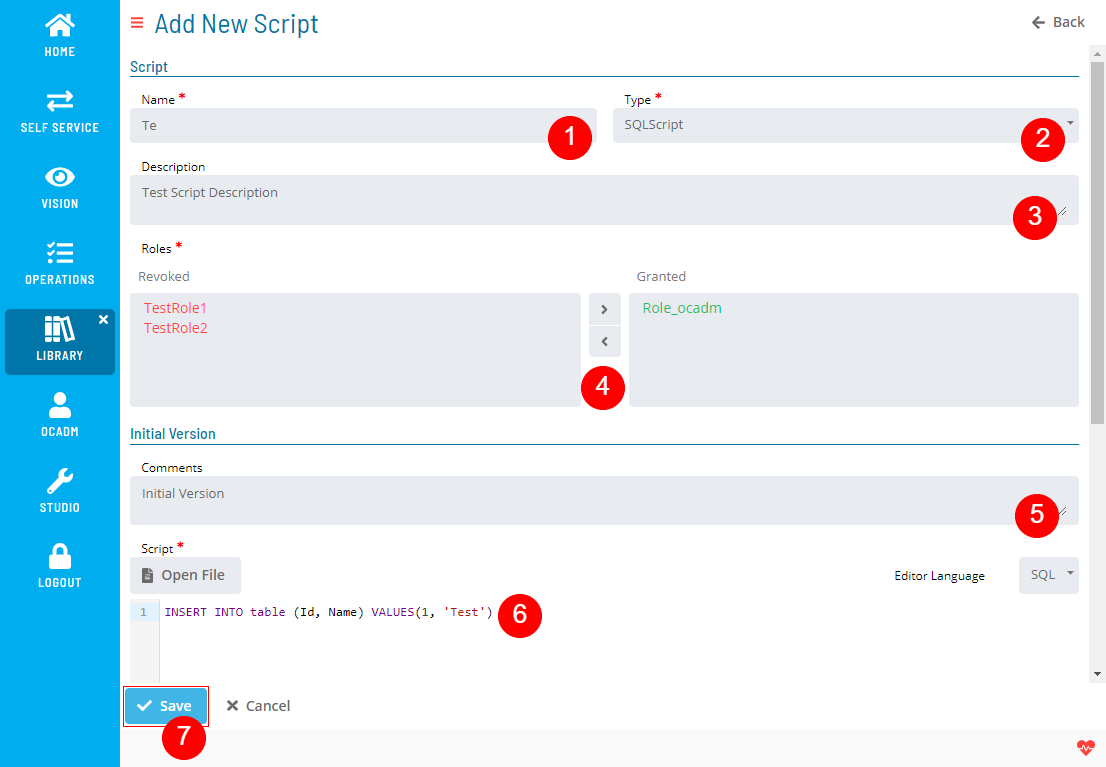 HOME
SELF SERVICE
VISION
OPERATIONS
LIBRARY
OCADM
STUDIO
LOGOUT
Add New Script
Back
Script
Name *
Type *
Te
1
SQLScript
2
Description
Test Script Description
3
Roles *
Revoked
Granted
TestRole1
TestRole2
Role_ocadm
4
Initial Version
Comments
Initial Version
5
Script *
Open File
Editor Language
SQL
1 INSERT INTO table (Id, Name) VALUES(1, 'Test')
6
Save
Cancel
7